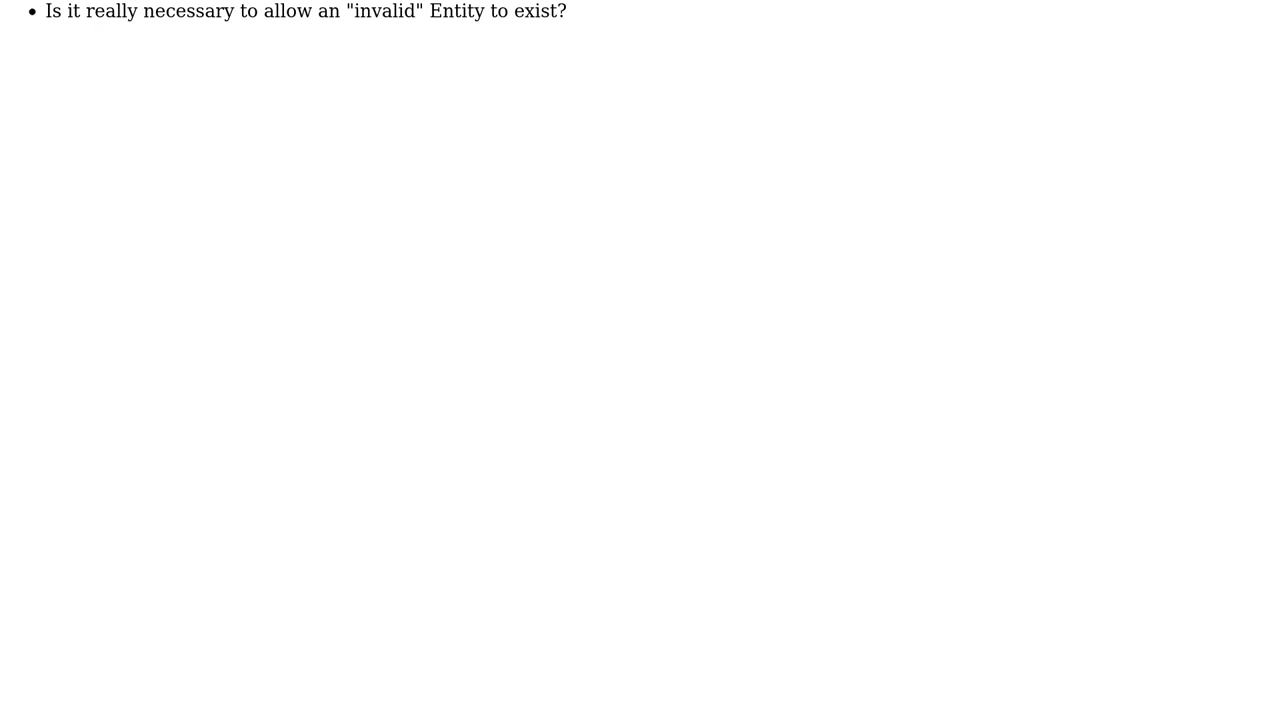 • Is it really necessary to allow an "invalid" Entity to exist?